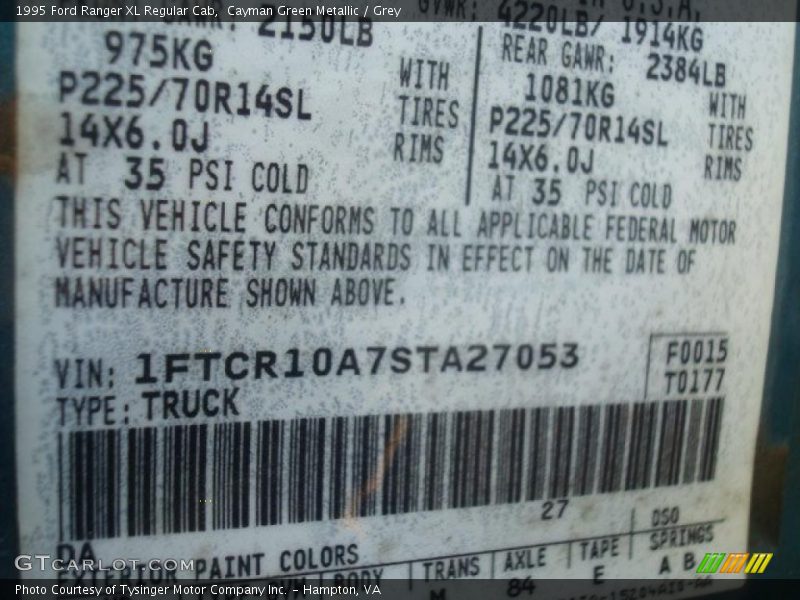 1995 Ford Ranger XL Regular Cab, Cayman Green Metallic / Grey
2150LB
975KG
P225/70R14SL WITH TIRES
14X6.0J RIMS
AT 35 PSI COLD
GVWR: 4220LB/ 1914KG
REAR GAWR: 2384LB
1081KG WITH
P225/70R14SL TIRES
14X6.0J RIMS
AT 35 PSI COLD
THIS VEHICLE CONFORMS TO ALL APPLICABLE FEDERAL MOTOR
VEHICLE SAFETY STANDARDS IN EFFECT ON THE DATE OF
MANUFACTURE SHOWN ABOVE.
VIN: 1FTCR10A7STA27053 F0015
TYPE: TRUCK T0177
27
DSO
PA
EXTERIOR PAINT COLORS
BODY TRANS AXLE TAPE SPRINGS
M 84 E A B
GTCARLOT.COM
Photo Courtesy of Tysinger Motor Company Inc. - Hampton, VA